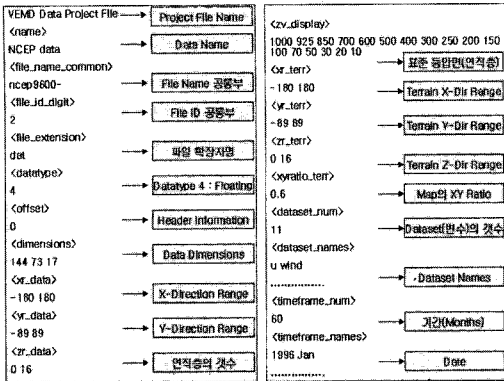 VEMD Data Project File
Project File Name
<name>
NCEP data
Data Name
<file_name_common>
ncep9600-
File Name 공통부
<file_id_digit>
2
File ID 공통부
<file_extension>
dat
파일 확장자명
<datatype>
4
Datatype 4 : Floating
<offset>
0
Header Information
<dimensions>
144 73 17
Data Dimensions
<xr_data>
-180 180
X-Direction Range
<yr_data>
-89 89
Y-Direction Range
<zr_data>
0 16
연직층의 갯수
<zv_display>
1000 925 850 700 600 500 400 300 250 200 150
100 70 50 30 20 10
표준 등압면(연직층)
<xr_terr>
-180 180
Terrain X-Dir Range
<yr_terr>
-89 89
Terrain Y-Dir Range
<zr_terr>
0 16
Terrain Z-Dir Range
<xyratio_terr>
0.6
Map의 XY Ratio
<dataset_num>
11
Dataset(변수)의 갯수
<dataset_names>
u wind
Dataset Names
..............
<timeframe_num>
60
기간(Months)
<timeframe_names>
1996 Jan
Date
..............